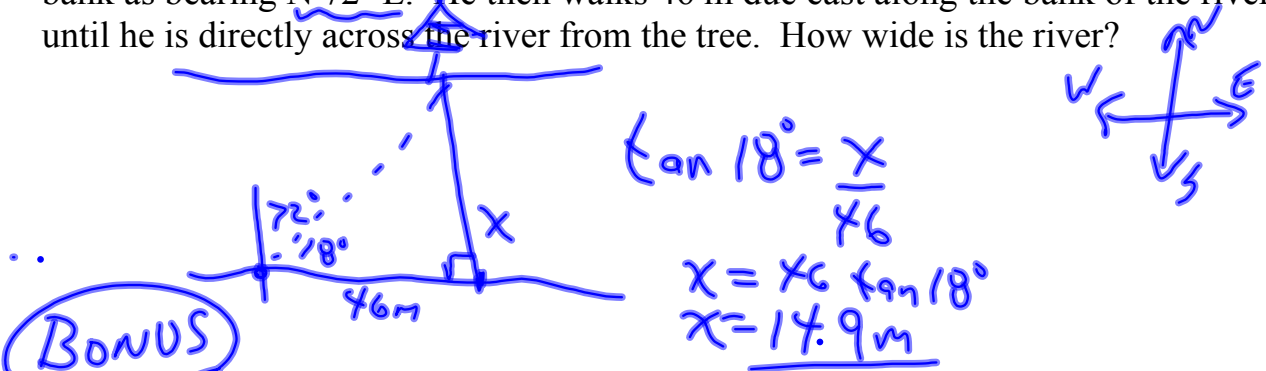 bank as bearing N 72° E. He then walks 46 m due east along the bank of the river
until he is directly across the river from the tree. How wide is the river?
N
W E
S
tan 18° = x
46
72°
18°
x
46m
x = 46 tan 18°
x = 14.9 m
BONUS